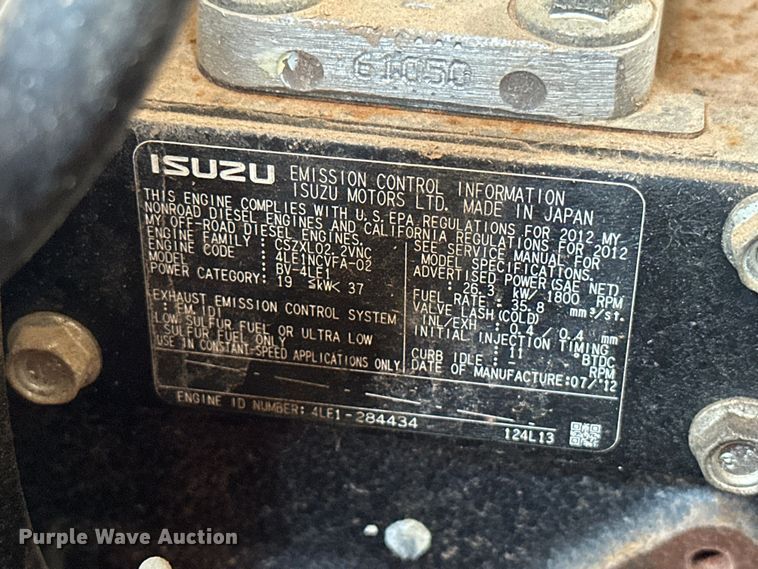 61050
ISUZU EMISSION CONTROL INFORMATION
ISUZU MOTORS LTD. MADE IN JAPAN
THIS ENGINE COMPLIES WITH U.S.EPA REGULATIONS FOR 2012 MY
NONROAD DIESEL ENGINES AND CALIFORNIA REGULATIONS FOR 2012
MY OFF-ROAD DIESEL ENGINES.
ENGINE FAMILY : CSZXL02.2VNC
ENGINE CODE : 4LE1NCVFA-02
MODEL : BV-4LE1
POWER CATEGORY: 19 ≤kW< 37
EXHAUST EMISSION CONTROL SYSTEM
: EM,IDI
LOW SULFUR FUEL OR ULTRA LOW
SULFUR FUEL ONLY
USE IN CONSTANT-SPEED APPLICATIONS ONLY
SEE SERVICE MANUAL FOR
MODEL SPECIFICATIONS.
ADVERTISED POWER(SAE NET)
: 26.3 kW/ 1800 RPM
FUEL RATE : 35.8 mm³/st.
VALVE LASH(COLD)
INL/EXH : 0.4 / 0.4 mm
INITIAL INJECTION TIMING
: 11 °BTDC
CURB IDLE : RPM
DATE OF MANUFACTURE:07/'12
ENGINE ID NUMBER: 4LE1-284434
124L13
Purple Wave Auction